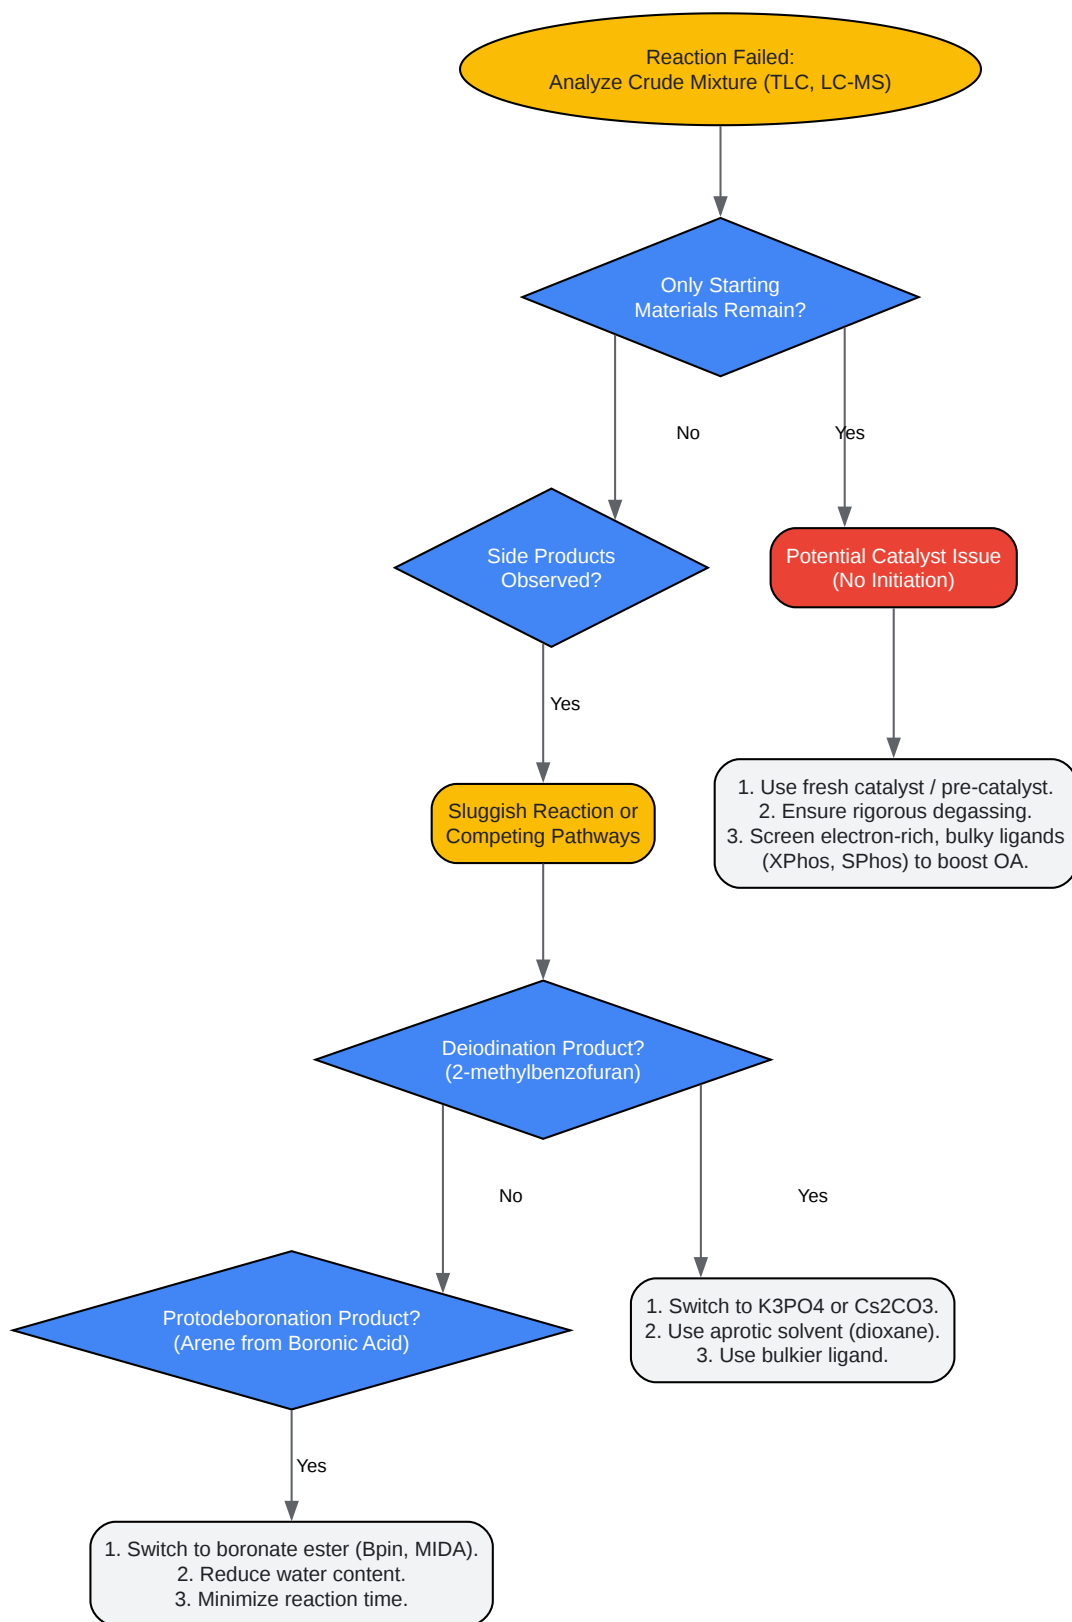 Reaction Failed:
Analyze Crude Mixture (TLC, LC-MS)
Only Starting
Materials Remain?
No
Yes
Side Products
Observed?
Potential Catalyst Issue
(No Initiation)
Yes
Sluggish Reaction or
Competing Pathways
1. Use fresh catalyst / pre-catalyst.
2. Ensure rigorous degassing.
3. Screen electron-rich, bulky ligands
(XPhos, SPhos) to boost OA.
Deiodination Product?
(2-methylbenzofuran)
No
Yes
Protodeboronation Product?
(Arene from Boronic Acid)
1. Switch to K3PO4 or Cs2CO3.
2. Use aprotic solvent (dioxane).
3. Use bulkier ligand.
Yes
1. Switch to boronate ester (Bpin, MIDA).
2. Reduce water content.
3. Minimize reaction time.